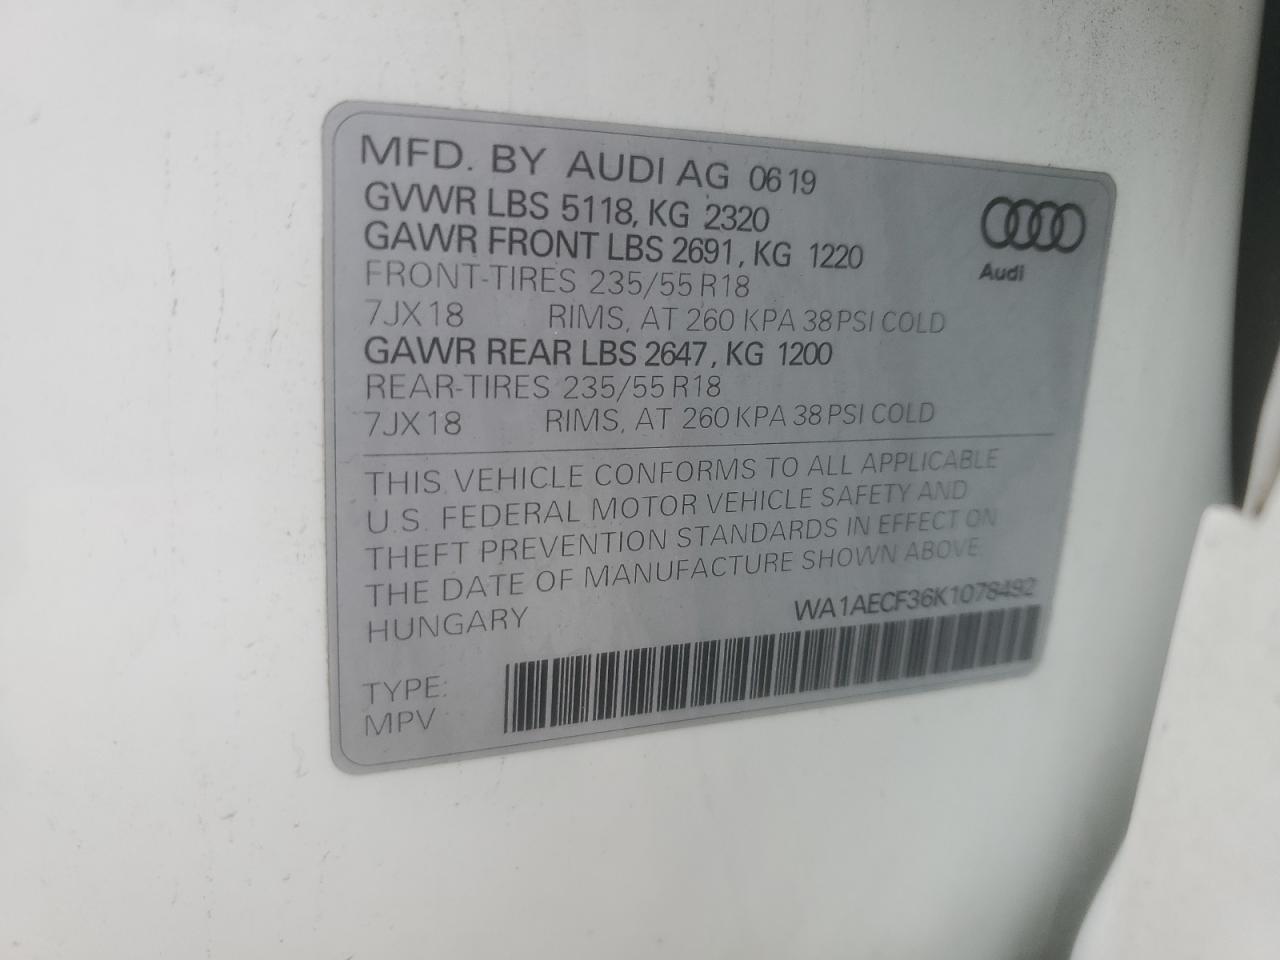 MFD. BY AUDI AG 0619
GVWR LBS 5118, KG 2320
GAWR FRONT LBS 2691, KG 1220
FRONT-TIRES 235/55 R18
7JX18 RIMS, AT 260 KPA 38 PSI COLD
GAWR REAR LBS 2647, KG 1200
REAR-TIRES 235/55 R18
7JX18 RIMS, AT 260 KPA 38 PSI COLD
Audi
THIS VEHICLE CONFORMS TO ALL APPLICABLE
U.S. FEDERAL MOTOR VEHICLE SAFETY AND
THEFT PREVENTION STANDARDS IN EFFECT ON
THE DATE OF MANUFACTURE SHOWN ABOVE.
HUNGARY WA1AECF36K1078492
TYPE:
MPV